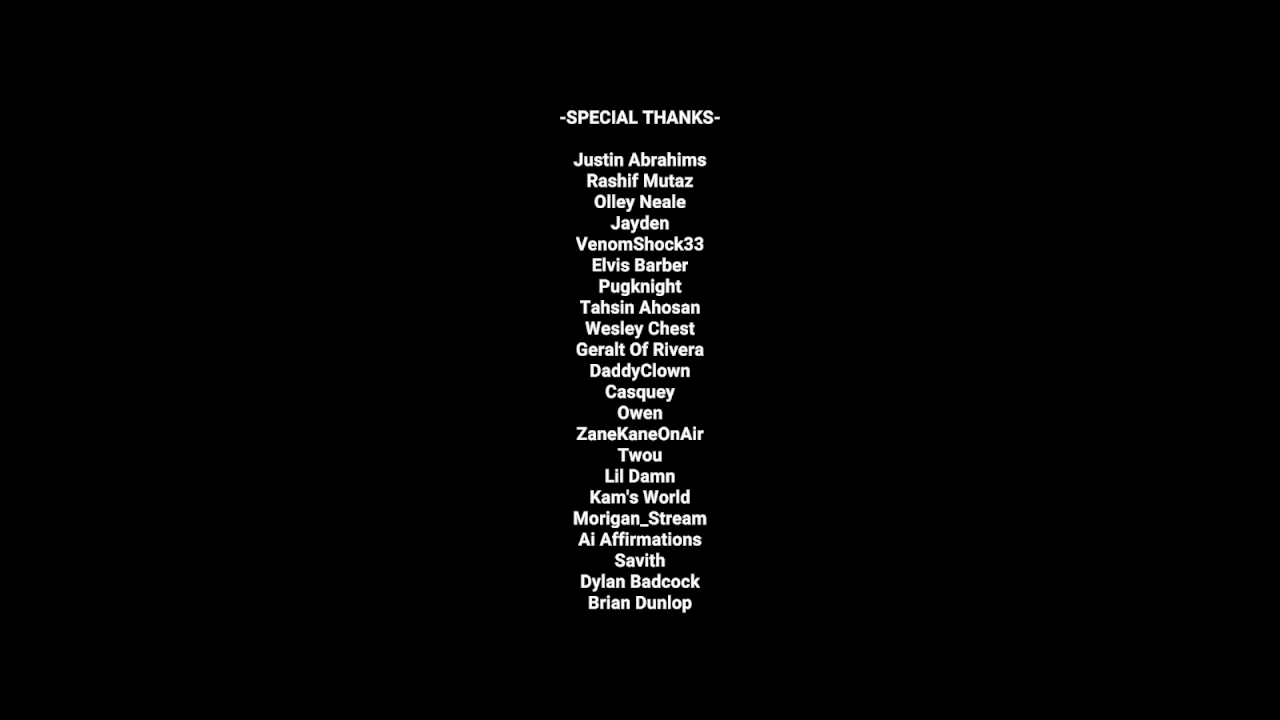 -SPECIAL THANKS-
Justin Abrahims
Rashif Mutaz
Olley Neale
Jayden
VenomShock33
Elvis Barber
Pugknight
Tahsin Ahosan
Wesley Chest
Geralt Of Rivera
DaddyClown
Casquey
Owen
ZaneKaneOnAir
Twou
Lil Damn
Kam's World
Morigan_Stream
Ai Affirmations
Savith
Dylan Badcock
Brian Dunlop